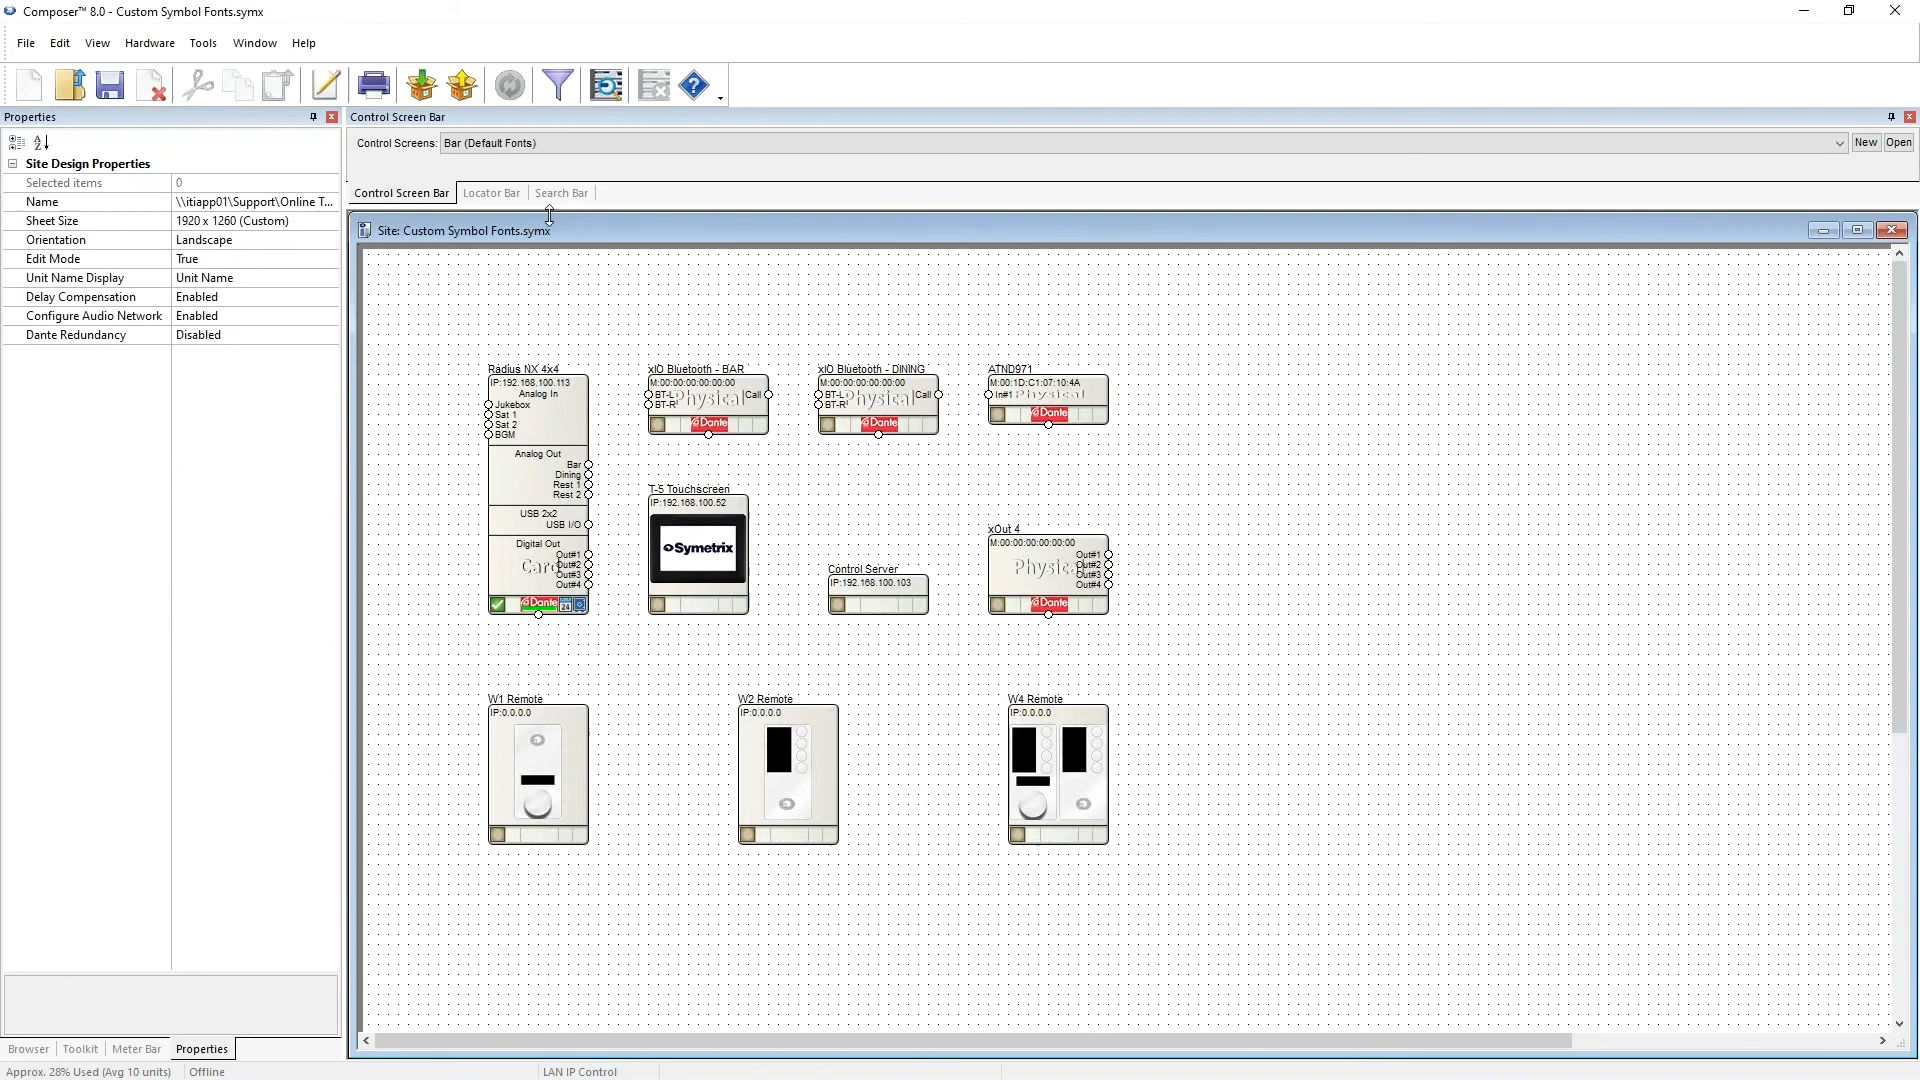 Composer™ 8.0 - Custom Symbol Fonts.symx
File Edit View Hardware Tools Window Help
Properties
Control Screen Bar
Control Screens: Bar (Default Fonts) New Open
Control Screen Bar Locator Bar Search Bar
Site Design Properties
Selected items 0
Name \\itiapp01\Support\Online T...
Sheet Size 1920 x 1260 (Custom)
Orientation Landscape
Edit Mode True
Unit Name Display Unit Name
Delay Compensation Enabled
Configure Audio Network Enabled
Dante Redundancy Disabled
Site: Custom Symbol Fonts.symx
Radius NX 4x4
IP:192.168.100.113
Analog In
Jukebox
Sat 1
Sat 2
BGM
Analog Out
Bar
Dining
Rest 1
Rest 2
USB 2x2
USB I/O
Digital Out
Out#1
Out#2
Out#3
Out#4
Card
Dante 24
xIO Bluetooth - BAR
M:00:00:00:00:00:00
BT-L Physical Call
BT-R
Dante
xIO Bluetooth - DINING
M:00:00:00:00:00:00
BT-L Physical Call
BT-R
Dante
ATND971
M:00:1D:C1:07:10:4A
In#1 Physical
Dante
T-5 Touchscreen
IP:192.168.100.52
Symetrix
Control Server
IP:192.168.100.103
xOut 4
M:00:00:00:00:00:00
Out#1
Physical Out#2
Out#3
Out#4
Dante
W1 Remote
IP:0.0.0.0
W2 Remote
IP:0.0.0.0
W4 Remote
IP:0.0.0.0
Browser Toolkit Meter Bar Properties
Approx. 28% Used (Avg 10 units) Offline LAN IP Control